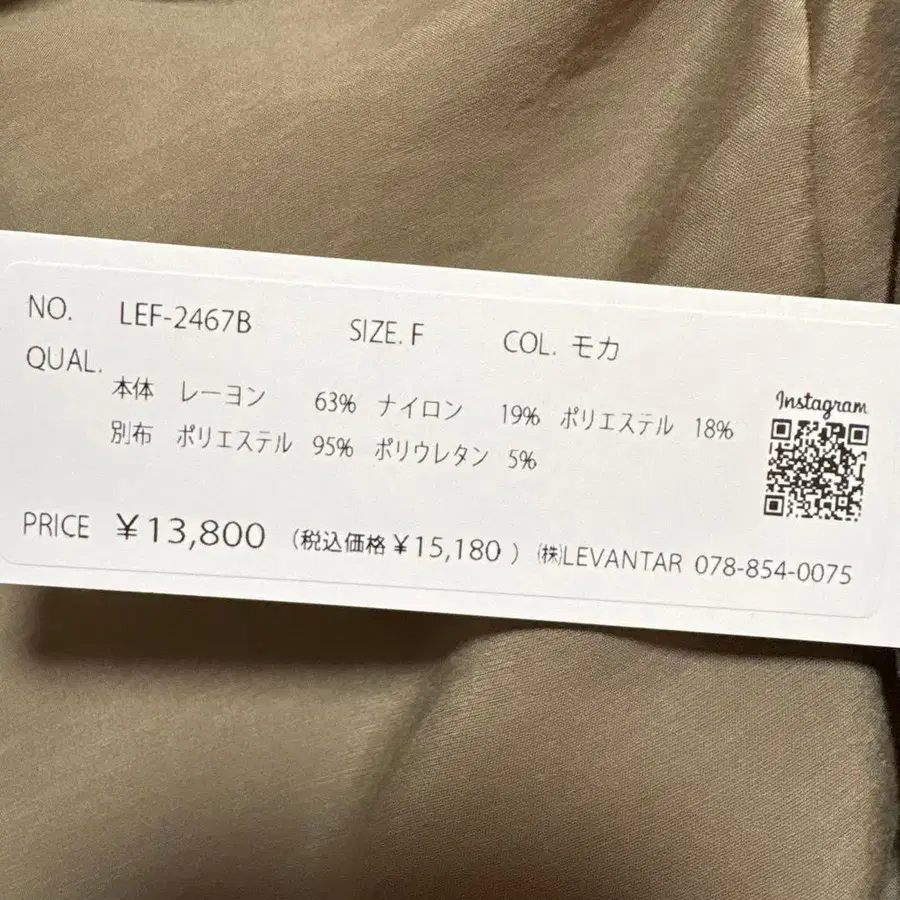 NO. LEF-2467B SIZE. F COL. モカ
QUAL.
本体 レーヨン 63% ナイロン 19% ポリエステル 18%
別布 ポリエステル 95% ポリウレタン 5%
Instagram
PRICE ¥13,800 (税込価格¥15,180 ) ㈱LEVANTAR 078-854-0075